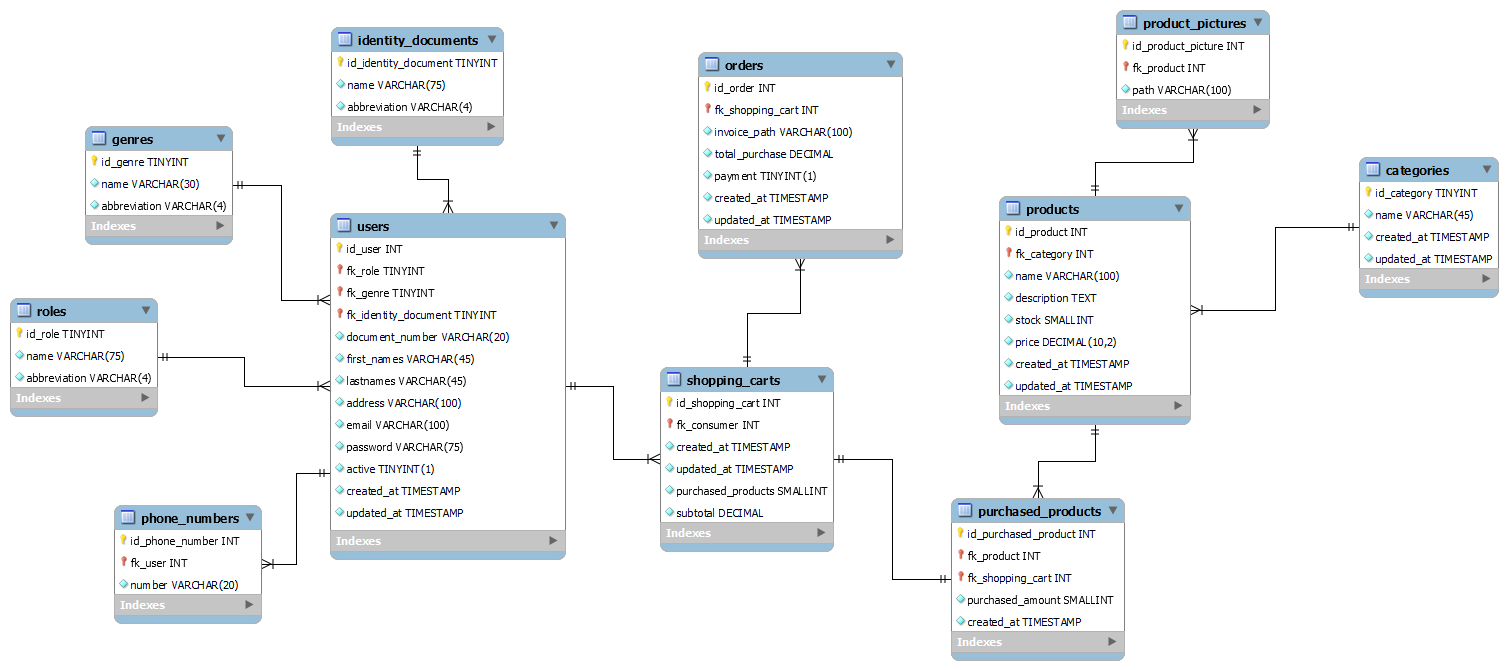 identity_documents
id_identity_document TINYINT
name VARCHAR(75)
abbreviation VARCHAR(4)
Indexes
genres
id_genre TINYINT
name VARCHAR(30)
abbreviation VARCHAR(4)
Indexes
roles
id_role TINYINT
name VARCHAR(75)
abbreviation VARCHAR(4)
Indexes
phone_numbers
id_phone_number INT
fk_user INT
number VARCHAR(20)
Indexes
users
id_user INT
fk_role TINYINT
fk_genre TINYINT
fk_identity_document TINYINT
document_number VARCHAR(20)
first_names VARCHAR(45)
lastnames VARCHAR(45)
address VARCHAR(100)
email VARCHAR(100)
password VARCHAR(75)
active TINYINT(1)
created_at TIMESTAMP
updated_at TIMESTAMP
Indexes
orders
id_order INT
fk_shopping_cart INT
invoice_path VARCHAR(100)
total_purchase DECIMAL
payment TINYINT(1)
created_at TIMESTAMP
updated_at TIMESTAMP
Indexes
shopping_carts
id_shopping_cart INT
fk_consumer INT
created_at TIMESTAMP
updated_at TIMESTAMP
purchased_products SMALLINT
subtotal DECIMAL
Indexes
product_pictures
id_product_picture INT
fk_product INT
path VARCHAR(100)
Indexes
products
id_product INT
fk_category INT
name VARCHAR(100)
description TEXT
stock SMALLINT
price DECIMAL(10,2)
created_at TIMESTAMP
updated_at TIMESTAMP
Indexes
categories
id_category TINYINT
name VARCHAR(45)
created_at TIMESTAMP
updated_at TIMESTAMP
Indexes
purchased_products
id_purchased_product INT
fk_product INT
fk_shopping_cart INT
purchased_amount SMALLINT
created_at TIMESTAMP
Indexes